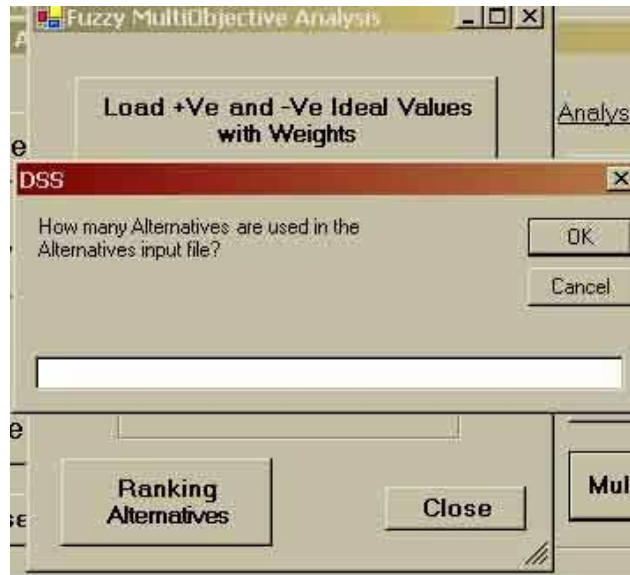 Fuzzy MultiObjective Analysis
Load +Ve and -Ve Ideal Values
with Weights
Analys
DSS
How many Alternatives are used in the
Alternatives input file?
OK
Cancel
Ranking
Alternatives
Close
Mul